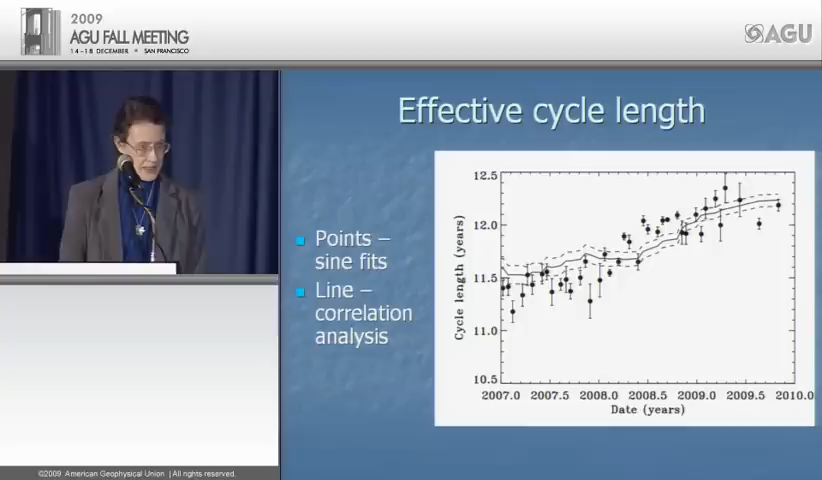 2009
AGU FALL MEETING
14-18 DECEMBER • SAN FRANCISCO
AGU
Effective cycle length
Points –
sine fits
Line –
correlation
analysis
12.5
12.0
11.5
11.0
10.5
Cycle length (years)
2007.0 2007.5 2008.0 2008.5 2009.0 2009.5 2010.0
Date (years)
©2009 American Geophysical Union | All rights reserved.